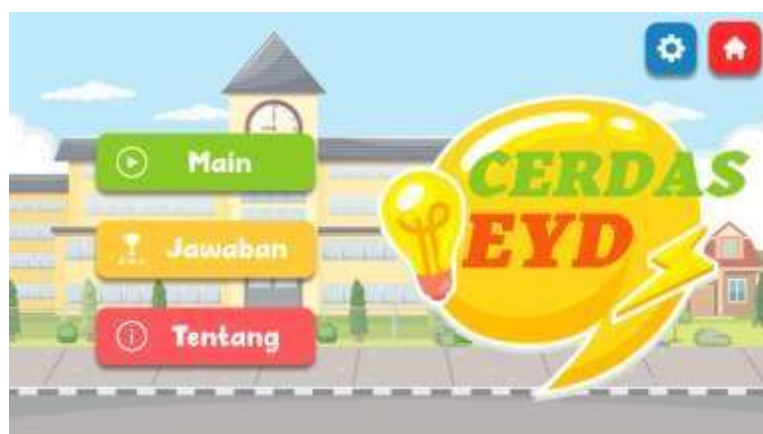 Main
Jawaban
Tentang
CERDAS
EYD